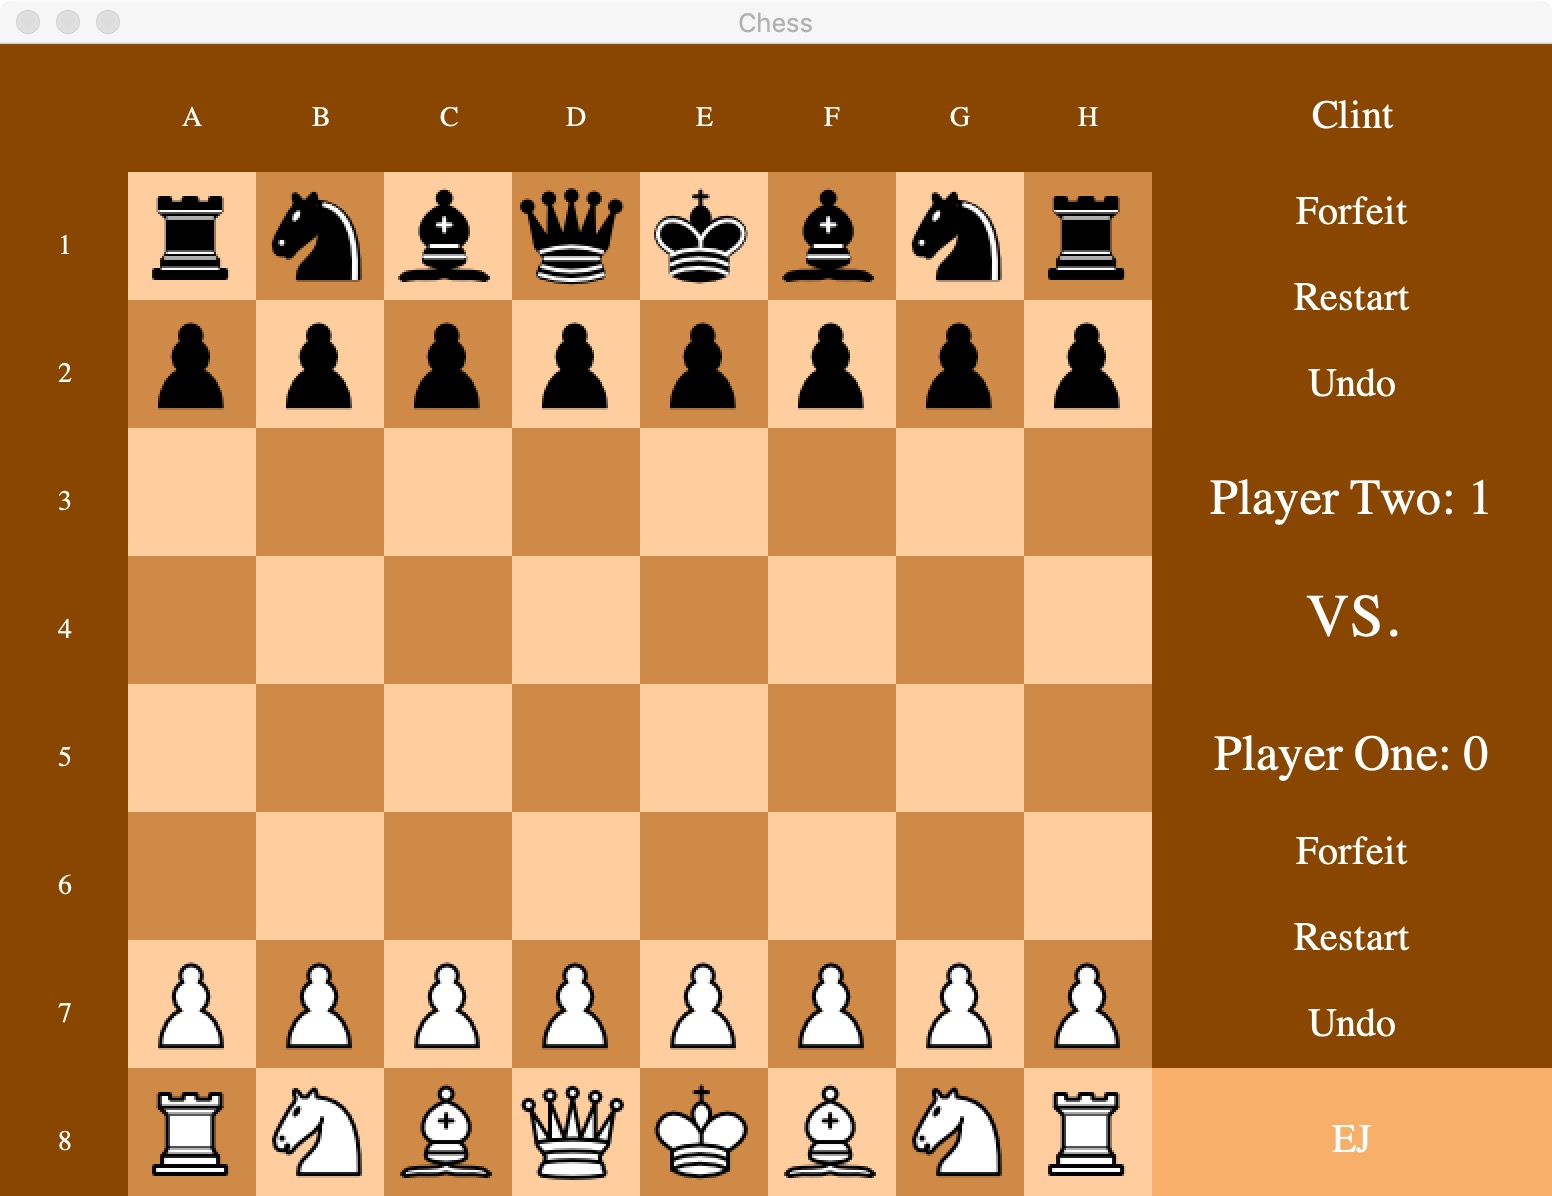 Chess
A B C D E F G H
Clint
1
Forfeit
Restart
2
Undo
3
Player Two: 1
4
VS.
5
Player One: 0
6
Forfeit
Restart
7
Undo
8
EJ